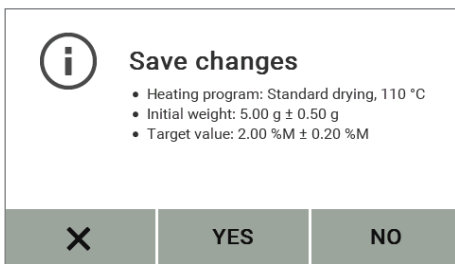 Save changes
• Heating program: Standard drying, 110 °C
• Initial weight: 5.00 g ± 0.50 g
• Target value: 2.00 %M ± 0.20 %M
YES
NO